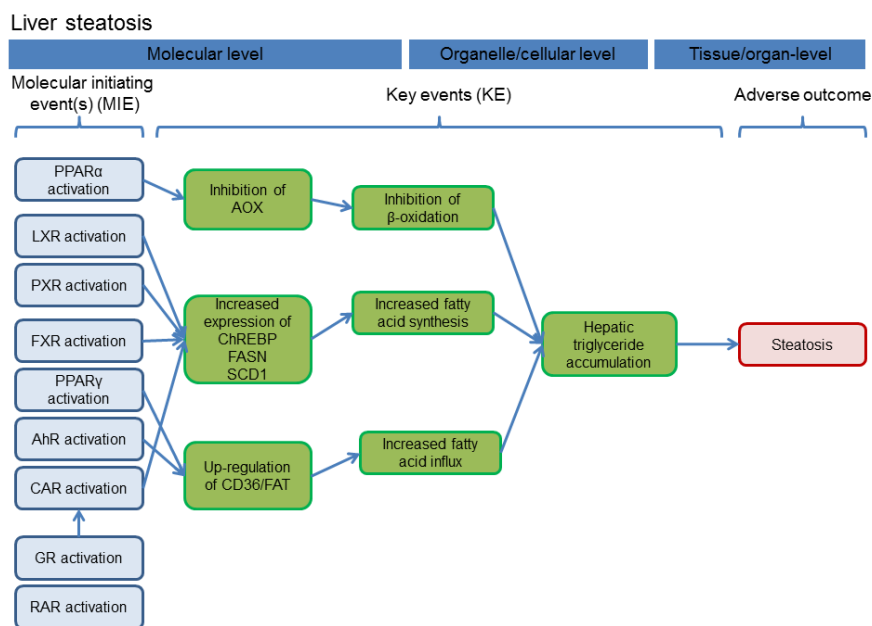 Liver steatosis
Molecular level
Organelle/cellular level
Tissue/organ-level
Molecular initiating
event(s) (MIE)
Key events (KE)
Adverse outcome
PPARα
activation
LXR activation
PXR activation
FXR activation
PPARγ
activation
AhR activation
CAR activation
GR activation
RAR activation
Inhibition of
AOX
Increased
expression of
ChREBP
FASN
SCD1
Up-regulation
of CD36/FAT
Inhibition of
β-oxidation
Increased fatty
acid synthesis
Increased fatty
acid influx
Hepatic
triglyceride
accumulation
Steatosis